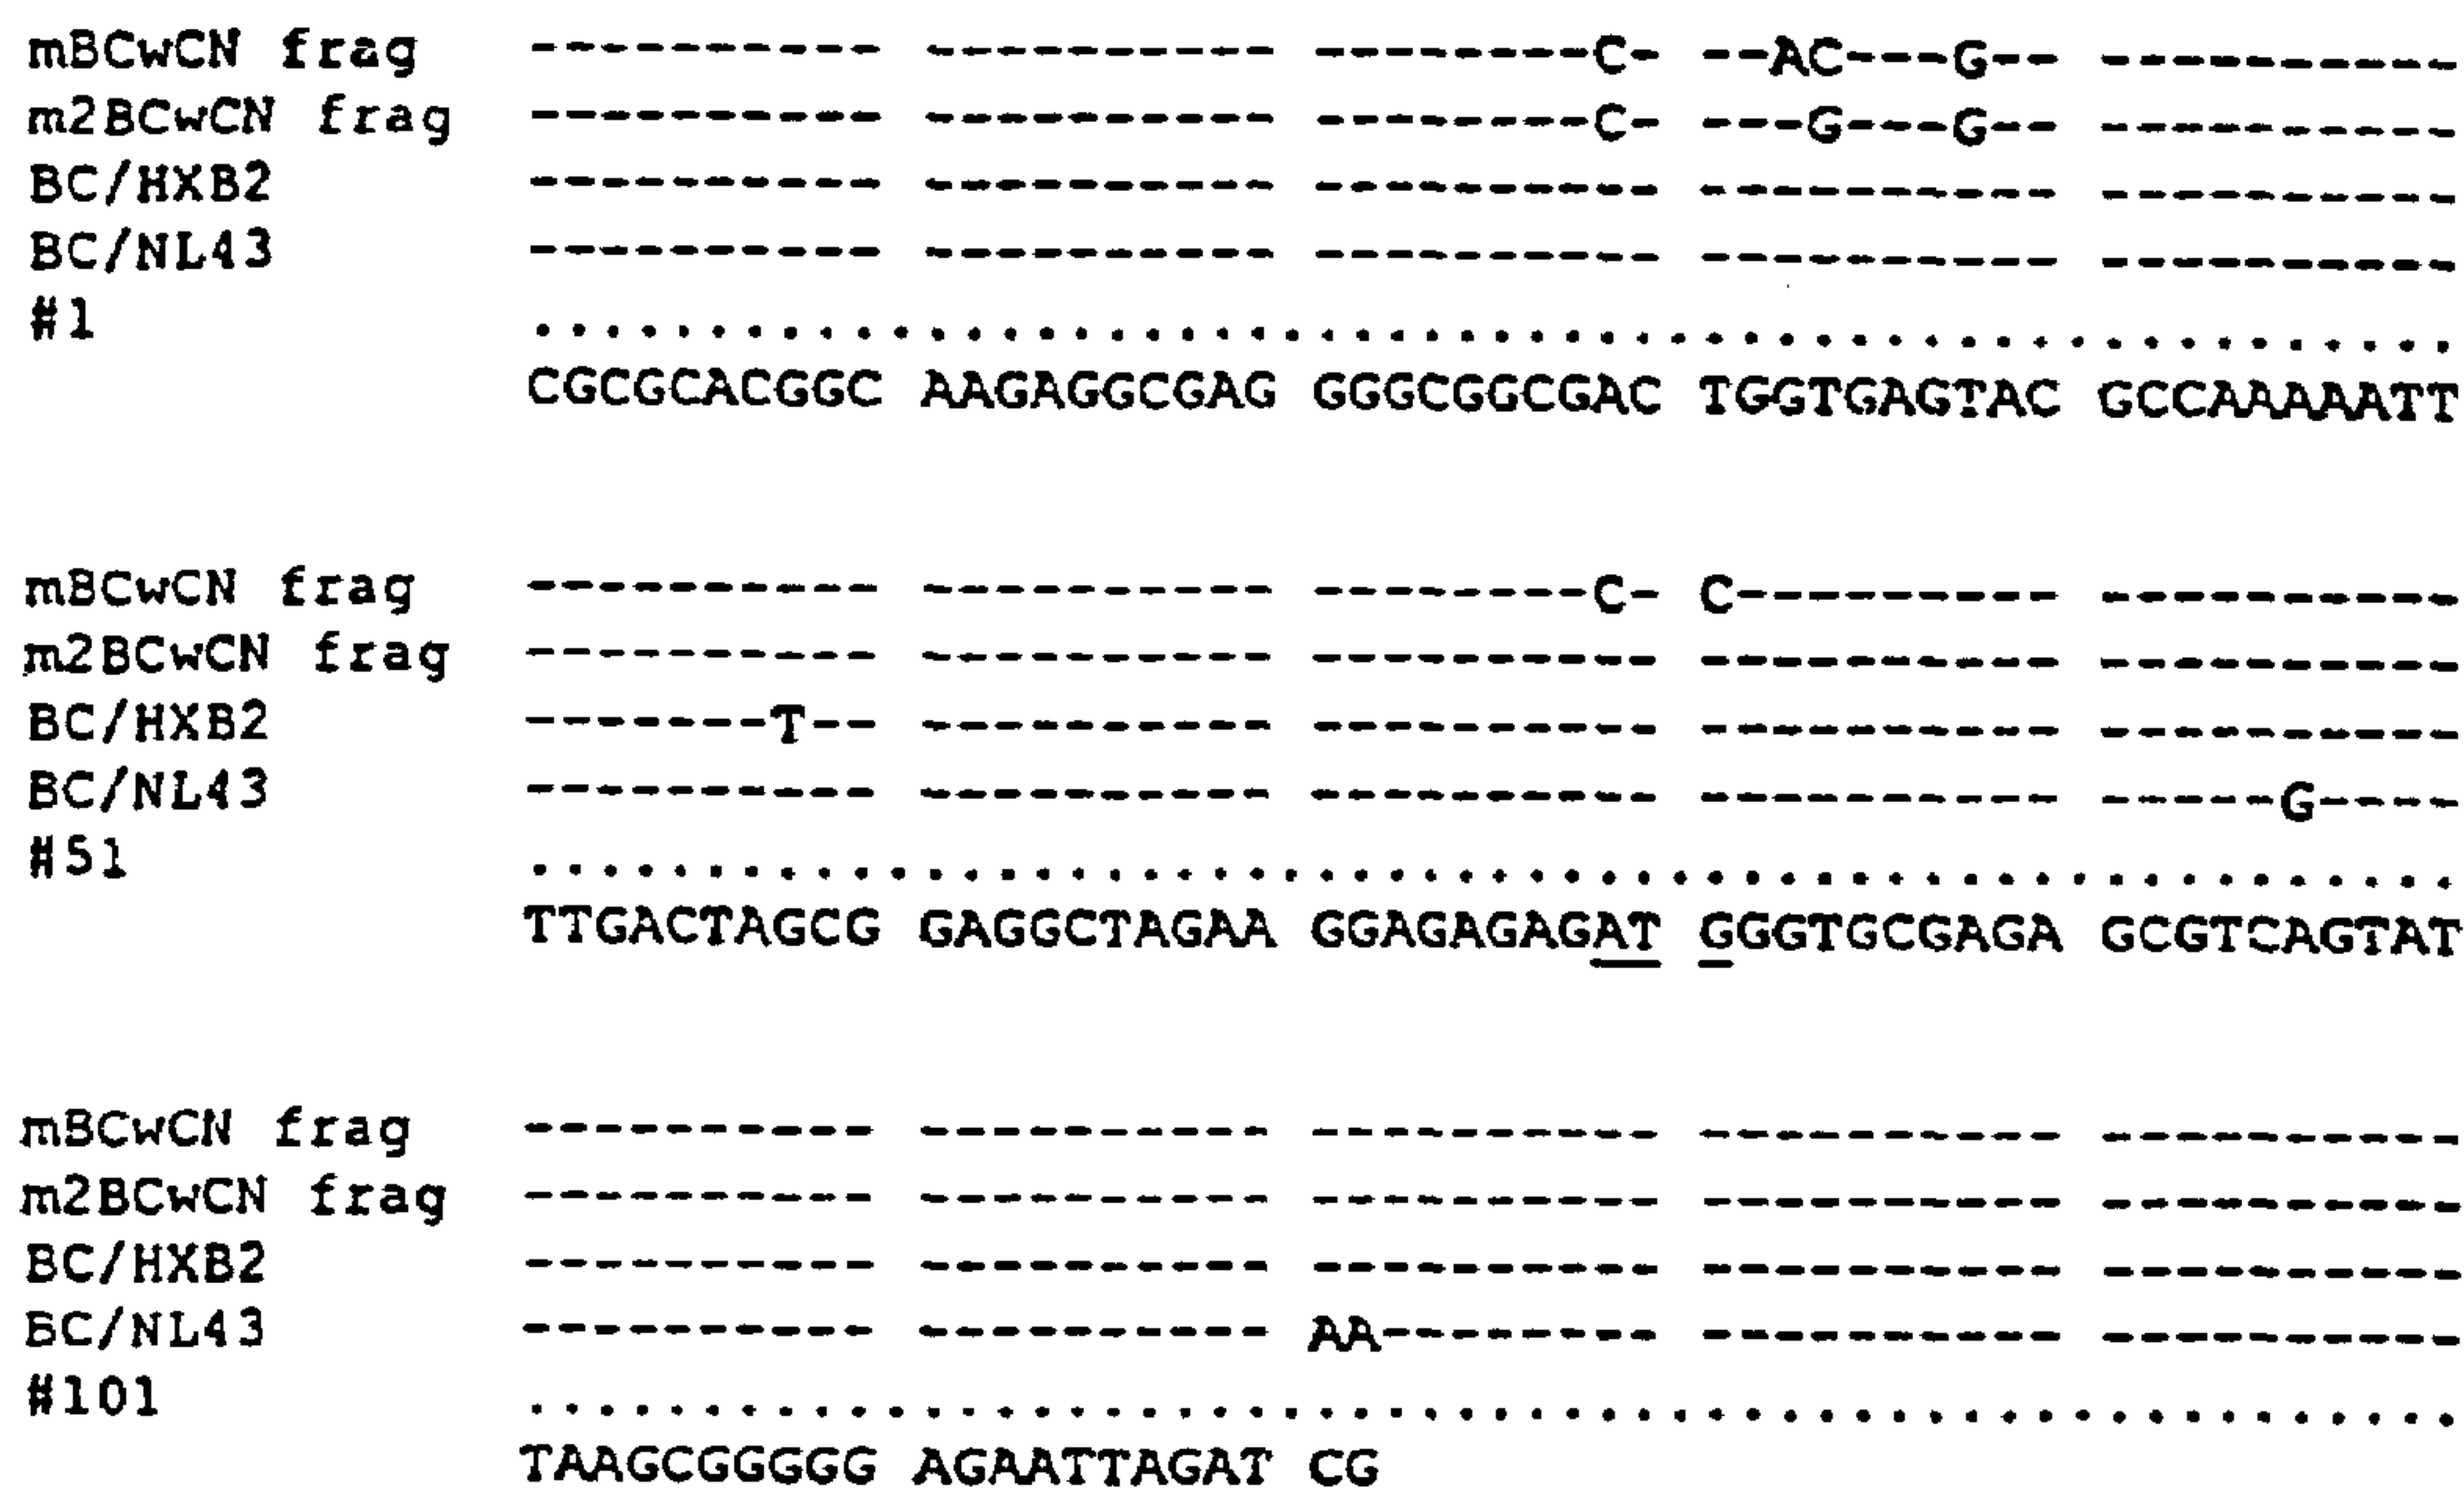 mBCwCN frag ---------- ---------- --------C- --AC---G-- ----------
m2BCwCN frag ---------- ---------- --------C- ---G---G-- ----------
BC/HXB2 ---------- ---------- ---------- ---------- ----------
BC/NL43 ---------- ---------- ---------- ---------- ----------
#1 ......................................................
CGCGCACGGC AAGAGGCGAG GGGCGGCGAC TGGTGAGTAC GCCAAAAATT
mBCwCN frag ---------- ---------- --------C- C--------- ----------
m2BCwCN frag ---------- ---------- ---------- ---------- ----------
BC/HXB2 -------T-- ---------- ---------- ---------- ----------
BC/NL43 ---------- ---------- ---------- ---------- -----G----
#51 ......................................................
TTGACTAGCG GAGGCTAGAA GGAGAGAGAT GGGTGCGAGA GCGTCAGTAT
mBCwCN frag ---------- ---------- ---------- ---------- ----------
m2BCwCN frag ---------- ---------- ---------- ---------- ----------
BC/HXB2 ---------- ---------- ---------- ---------- ----------
BC/NL43 ---------- ---------- AA-------- ---------- ----------
#101 ......................................................
TAAGCGGGGG AGAATTAGAT CG